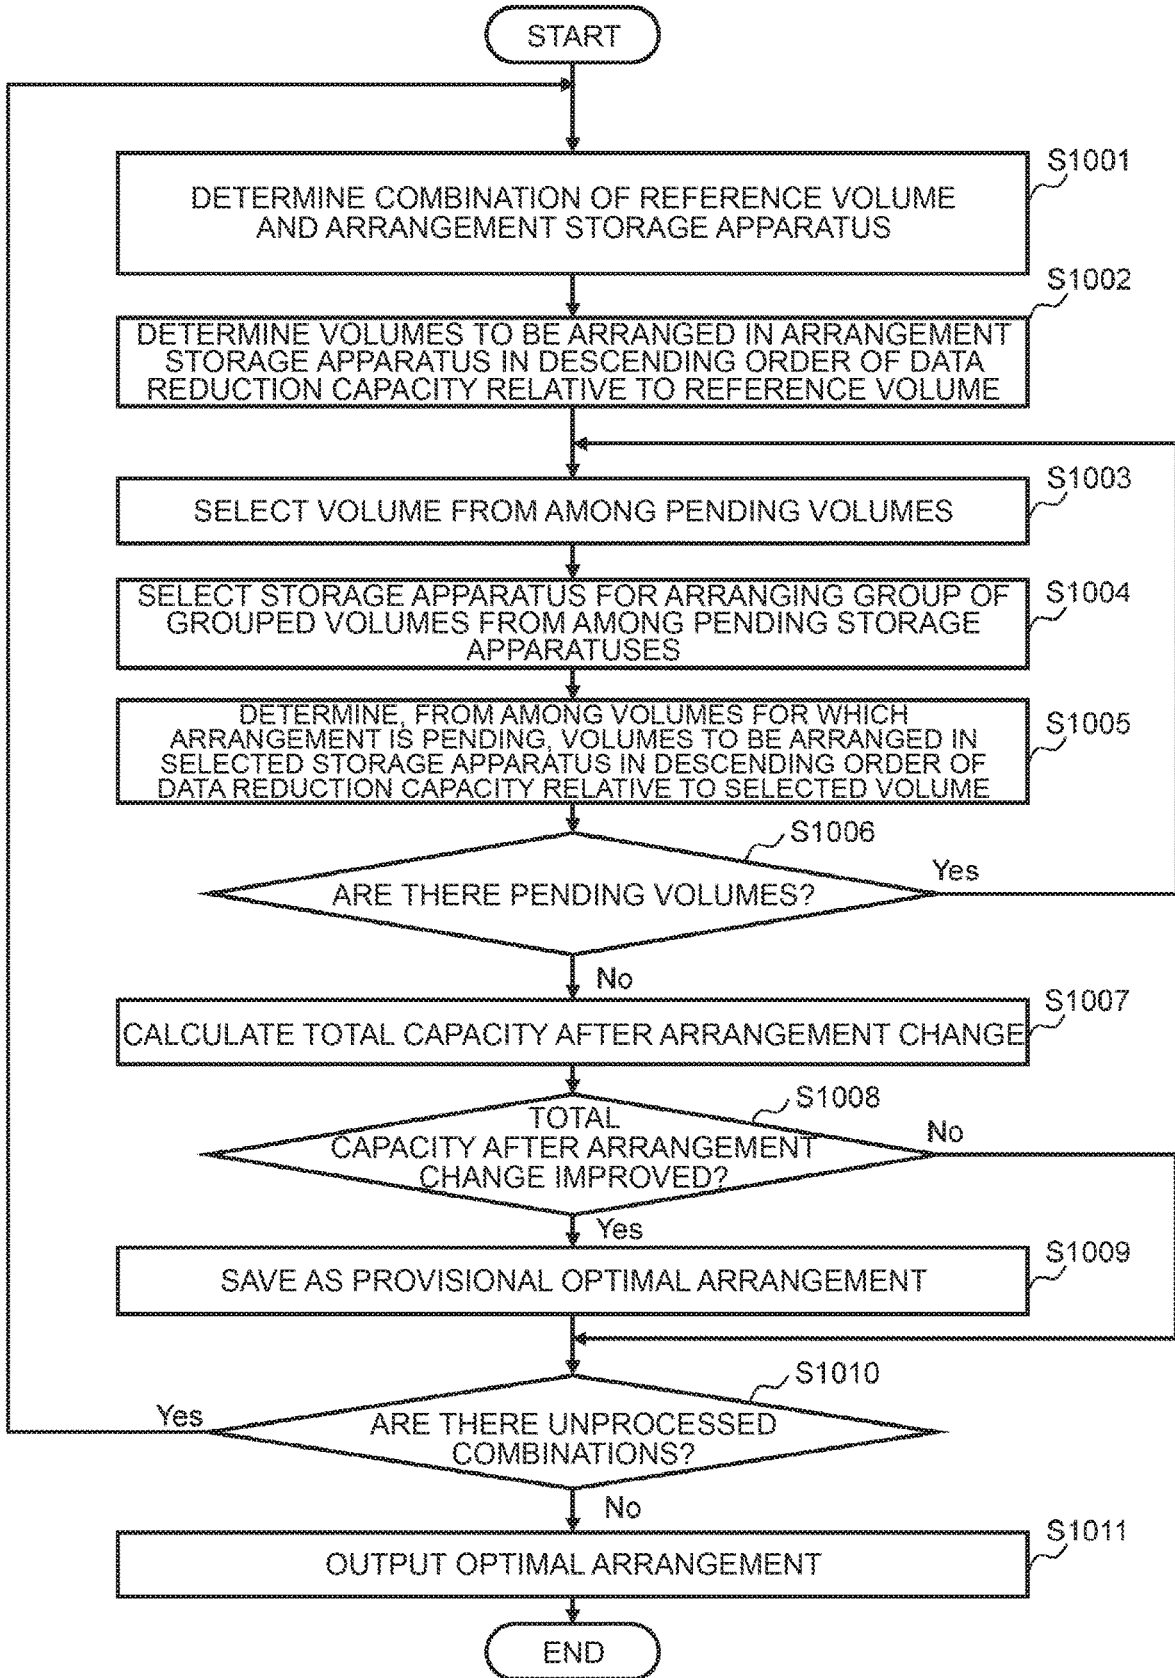 START
S1001
DETERMINE COMBINATION OF REFERENCE VOLUME
AND ARRANGEMENT STORAGE APPARATUS
S1002
DETERMINE VOLUMES TO BE ARRANGED IN ARRANGEMENT
STORAGE APPARATUS IN DESCENDING ORDER OF DATA
REDUCTION CAPACITY RELATIVE TO REFERENCE VOLUME
S1003
SELECT VOLUME FROM AMONG PENDING VOLUMES
S1004
SELECT STORAGE APPARATUS FOR ARRANGING GROUP OF
GROUPED VOLUMES FROM AMONG PENDING STORAGE
APPARATUSES
S1005
DETERMINE, FROM AMONG VOLUMES FOR WHICH
ARRANGEMENT IS PENDING, VOLUMES TO BE ARRANGED IN
SELECTED STORAGE APPARATUS IN DESCENDING ORDER OF
DATA REDUCTION CAPACITY RELATIVE TO SELECTED VOLUME
S1006
ARE THERE PENDING VOLUMES?
Yes
No
S1007
CALCULATE TOTAL CAPACITY AFTER ARRANGEMENT CHANGE
S1008
TOTAL
CAPACITY AFTER ARRANGEMENT
CHANGE IMPROVED?
No
Yes
S1009
SAVE AS PROVISIONAL OPTIMAL ARRANGEMENT
S1010
Yes
ARE THERE UNPROCESSED
COMBINATIONS?
No
S1011
OUTPUT OPTIMAL ARRANGEMENT
END